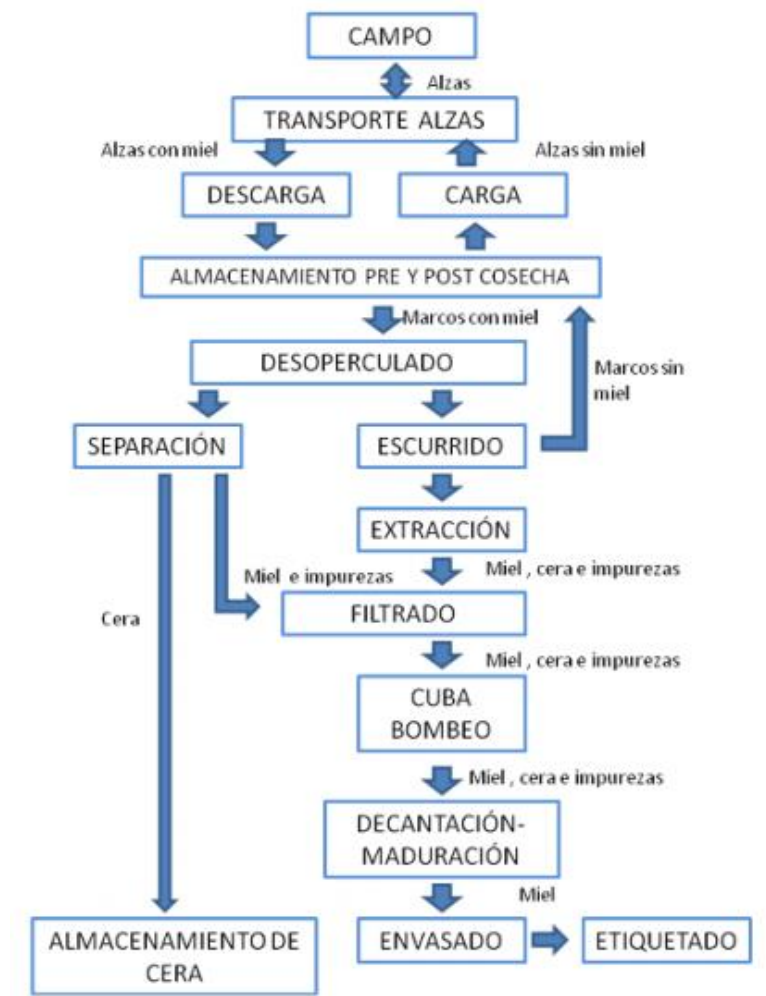 CAMPO
Alzas
TRANSPORTE ALZAS
Alzas con miel
Alzas sin miel
DESCARGA
CARGA
ALMACENAMIENTO PRE Y POST COSECHA
Marcos con miel
DESOPERCULADO
Marcos sin
miel
SEPARACIÓN
ESCURRIDO
EXTRACCIÓN
Miel e impurezas
Miel , cera e impurezas
Cera
FILTRADO
Miel , cera e impurezas
CUBA
BOMBEO
Miel , cera e impurezas
DECANTACIÓN-
MADURACIÓN
Miel
ALMACENAMIENTO DE
CERA
ENVASADO
ETIQUETADO